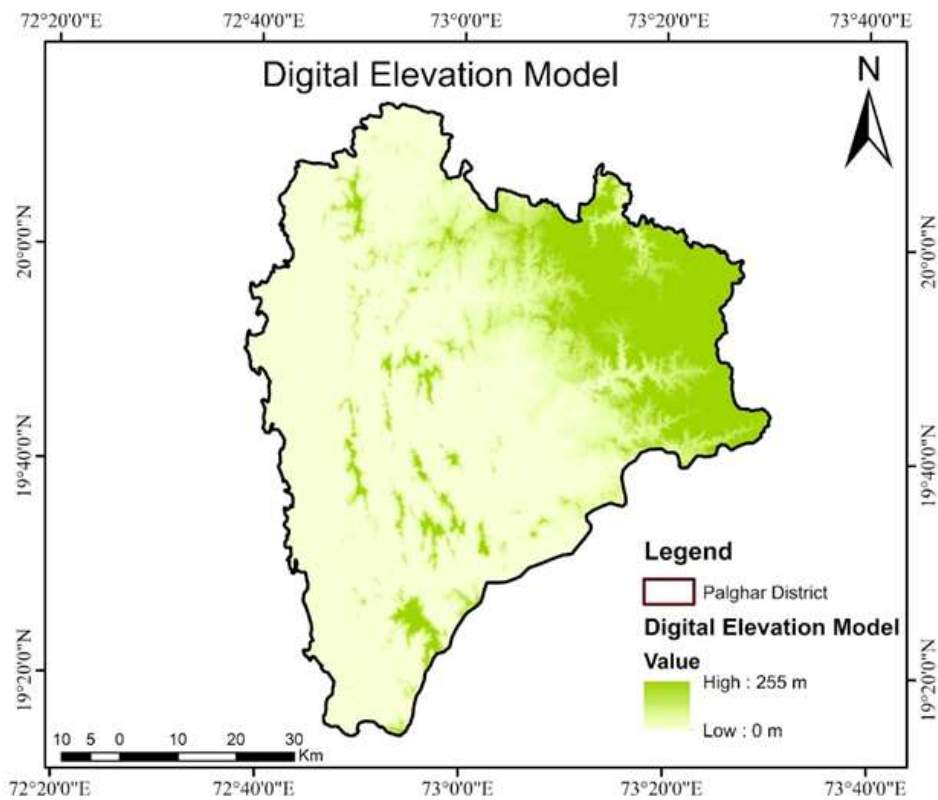 72°20'0"E 72°40'0"E 73°0'0"E 73°20'0"E 73°40'0"E
Digital Elevation Model
N
20°0'0"N 20°0'0"N
19°40'0"N 19°40'0"N
Legend
Palghar District
Digital Elevation Model
Value
High : 255 m
Low : 0 m
19°20'0"N 19°20'0"N
10 5 0 10 20 30
Km
72°20'0"E 72°40'0"E 73°0'0"E 73°20'0"E 73°40'0"E